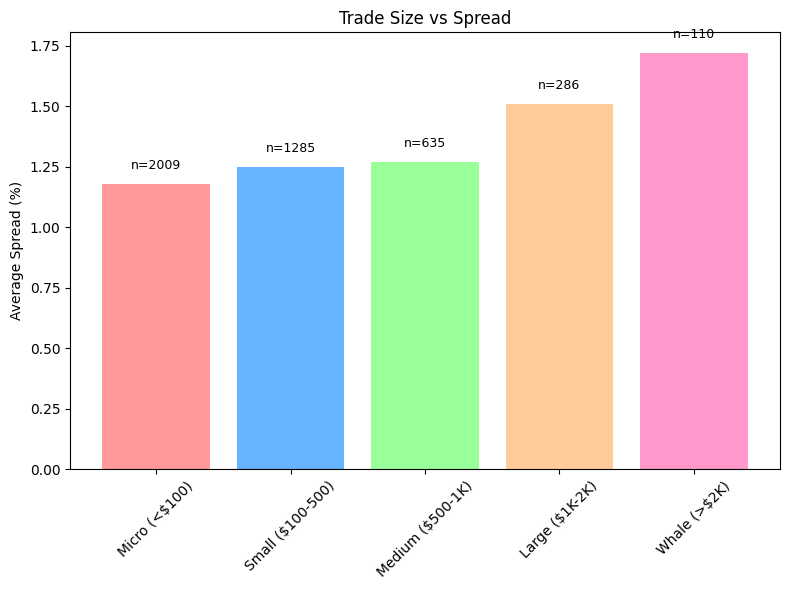 Trade Size vs Spread
n=110
1.75
n=286
1.50
n=635
n=1285
n=2009
1.25
1.00
0.75
0.50
0.25
0.00
Average Spread (%)
Micro (<$100)
Small ($100-500)
Medium ($500-1K)
Large ($1K-2K)
Whale (>$2K)